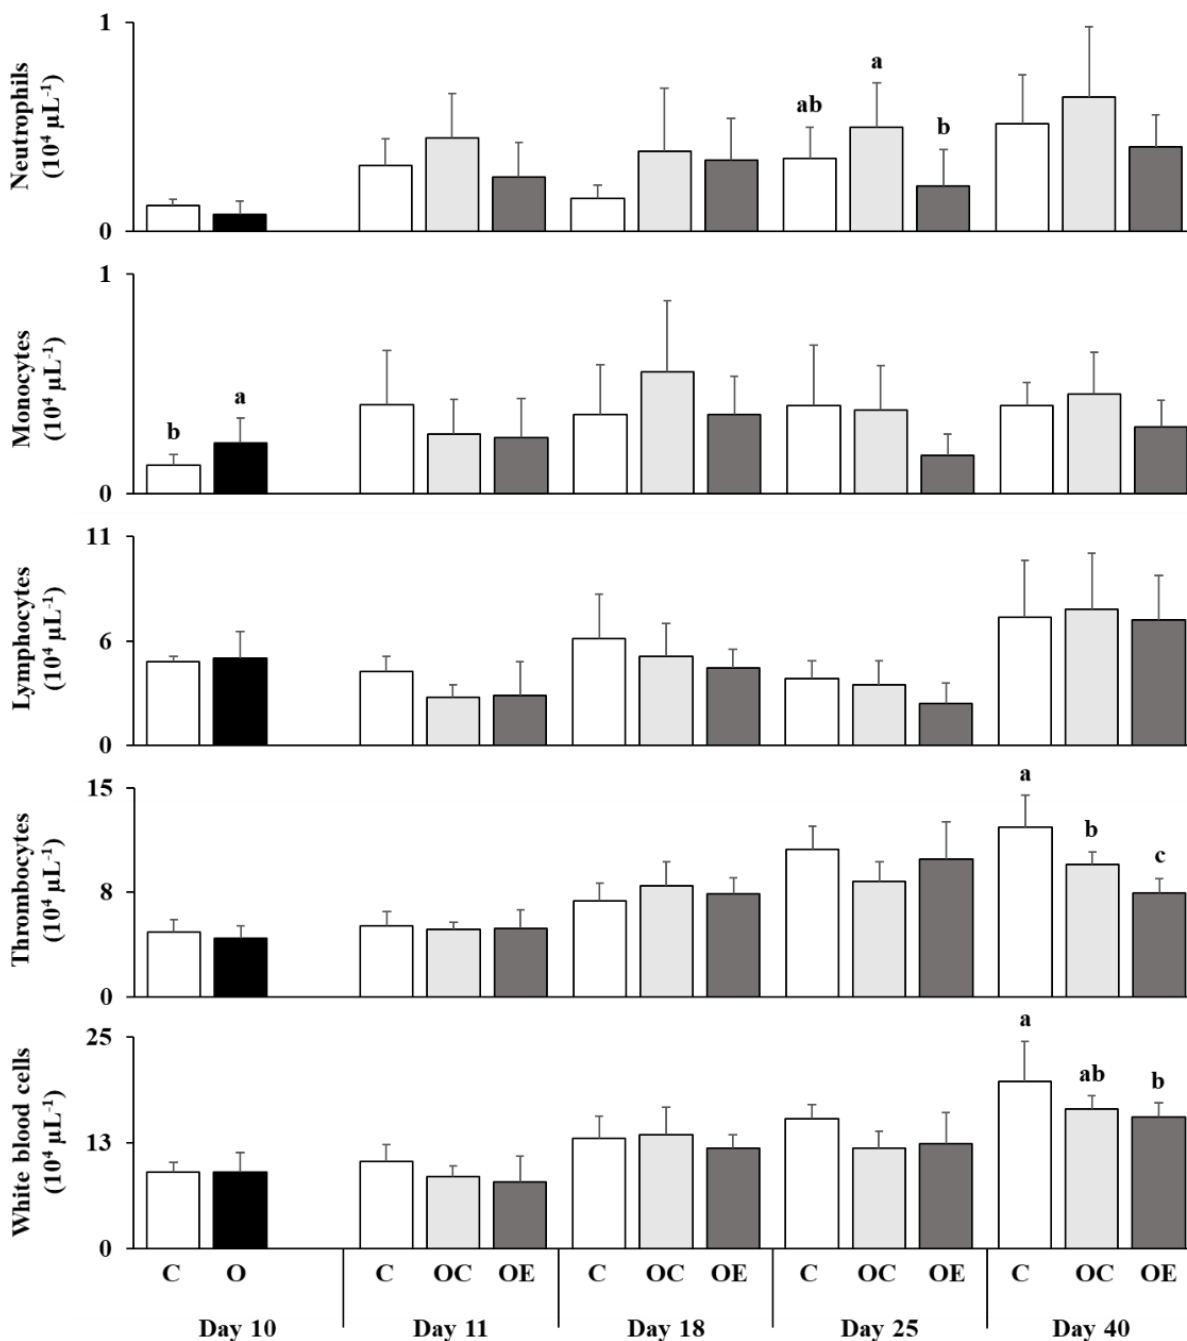 Neutrophils
(10⁴ µL⁻¹)
1
0
ab
a
b
Monocytes
(10⁴ µL⁻¹)
1
0
b
a
Lymphocytes
(10⁴ µL⁻¹)
11
6
0
Thrombocytes
(10⁴ µL⁻¹)
15
8
0
a
b
c
White blood cells
(10⁴ µL⁻¹)
25
13
0
a
ab
b
C O C OC OE C OC OE C OC OE C OC OE
Day 10 Day 11 Day 18 Day 25 Day 40